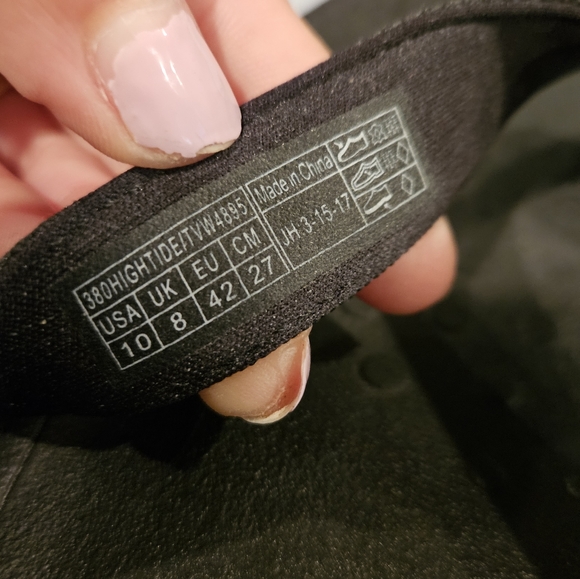 380HIGHTIDE/TYW4895
USA UK EU CM
10 8 42 27
Made in China
JH. 3-15-17